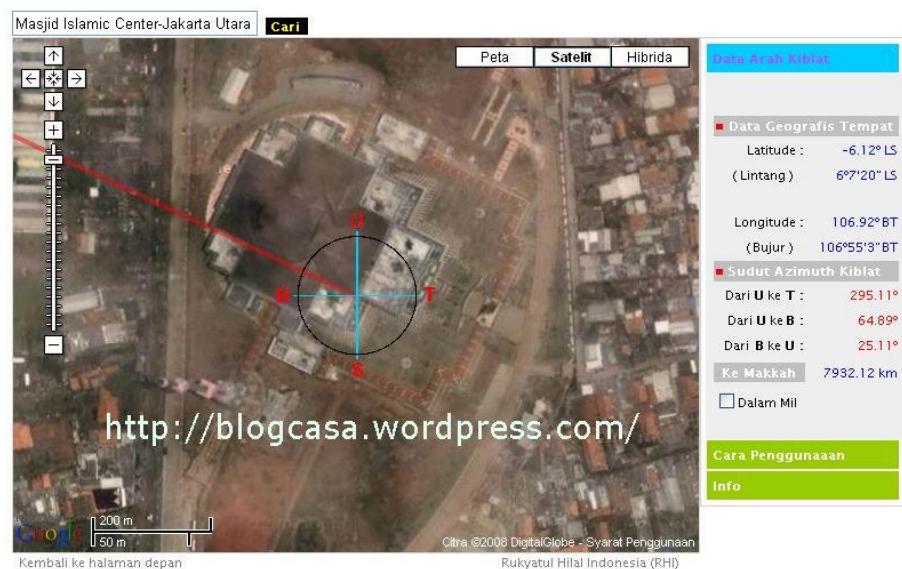 Masjid Islamic Center-Jakarta Utara Cari
Peta Satelit Hibrida
U
B T
S
http://blogcasa.wordpress.com/
Google
200 m
50 m
Citra ©2008 DigitalGlobe - Syarat Penggunaan
Kembali ke halaman depan
Rukyatul Hilal Indonesia (RHI)
Data Arah Kiblat
Data Geografis Tempat
Latitude : -6.12° LS
(Lintang) 6°7'20" LS
Longitude : 106.92° BT
(Bujur) 106°55'3" BT
Sudut Azimuth Kiblat
Dari U ke T : 295.11°
Dari U ke B : 64.89°
Dari B ke U : 25.11°
Ke Makkah 7932.12 km
Dalam Mil
Cara Penggunaaan
Info